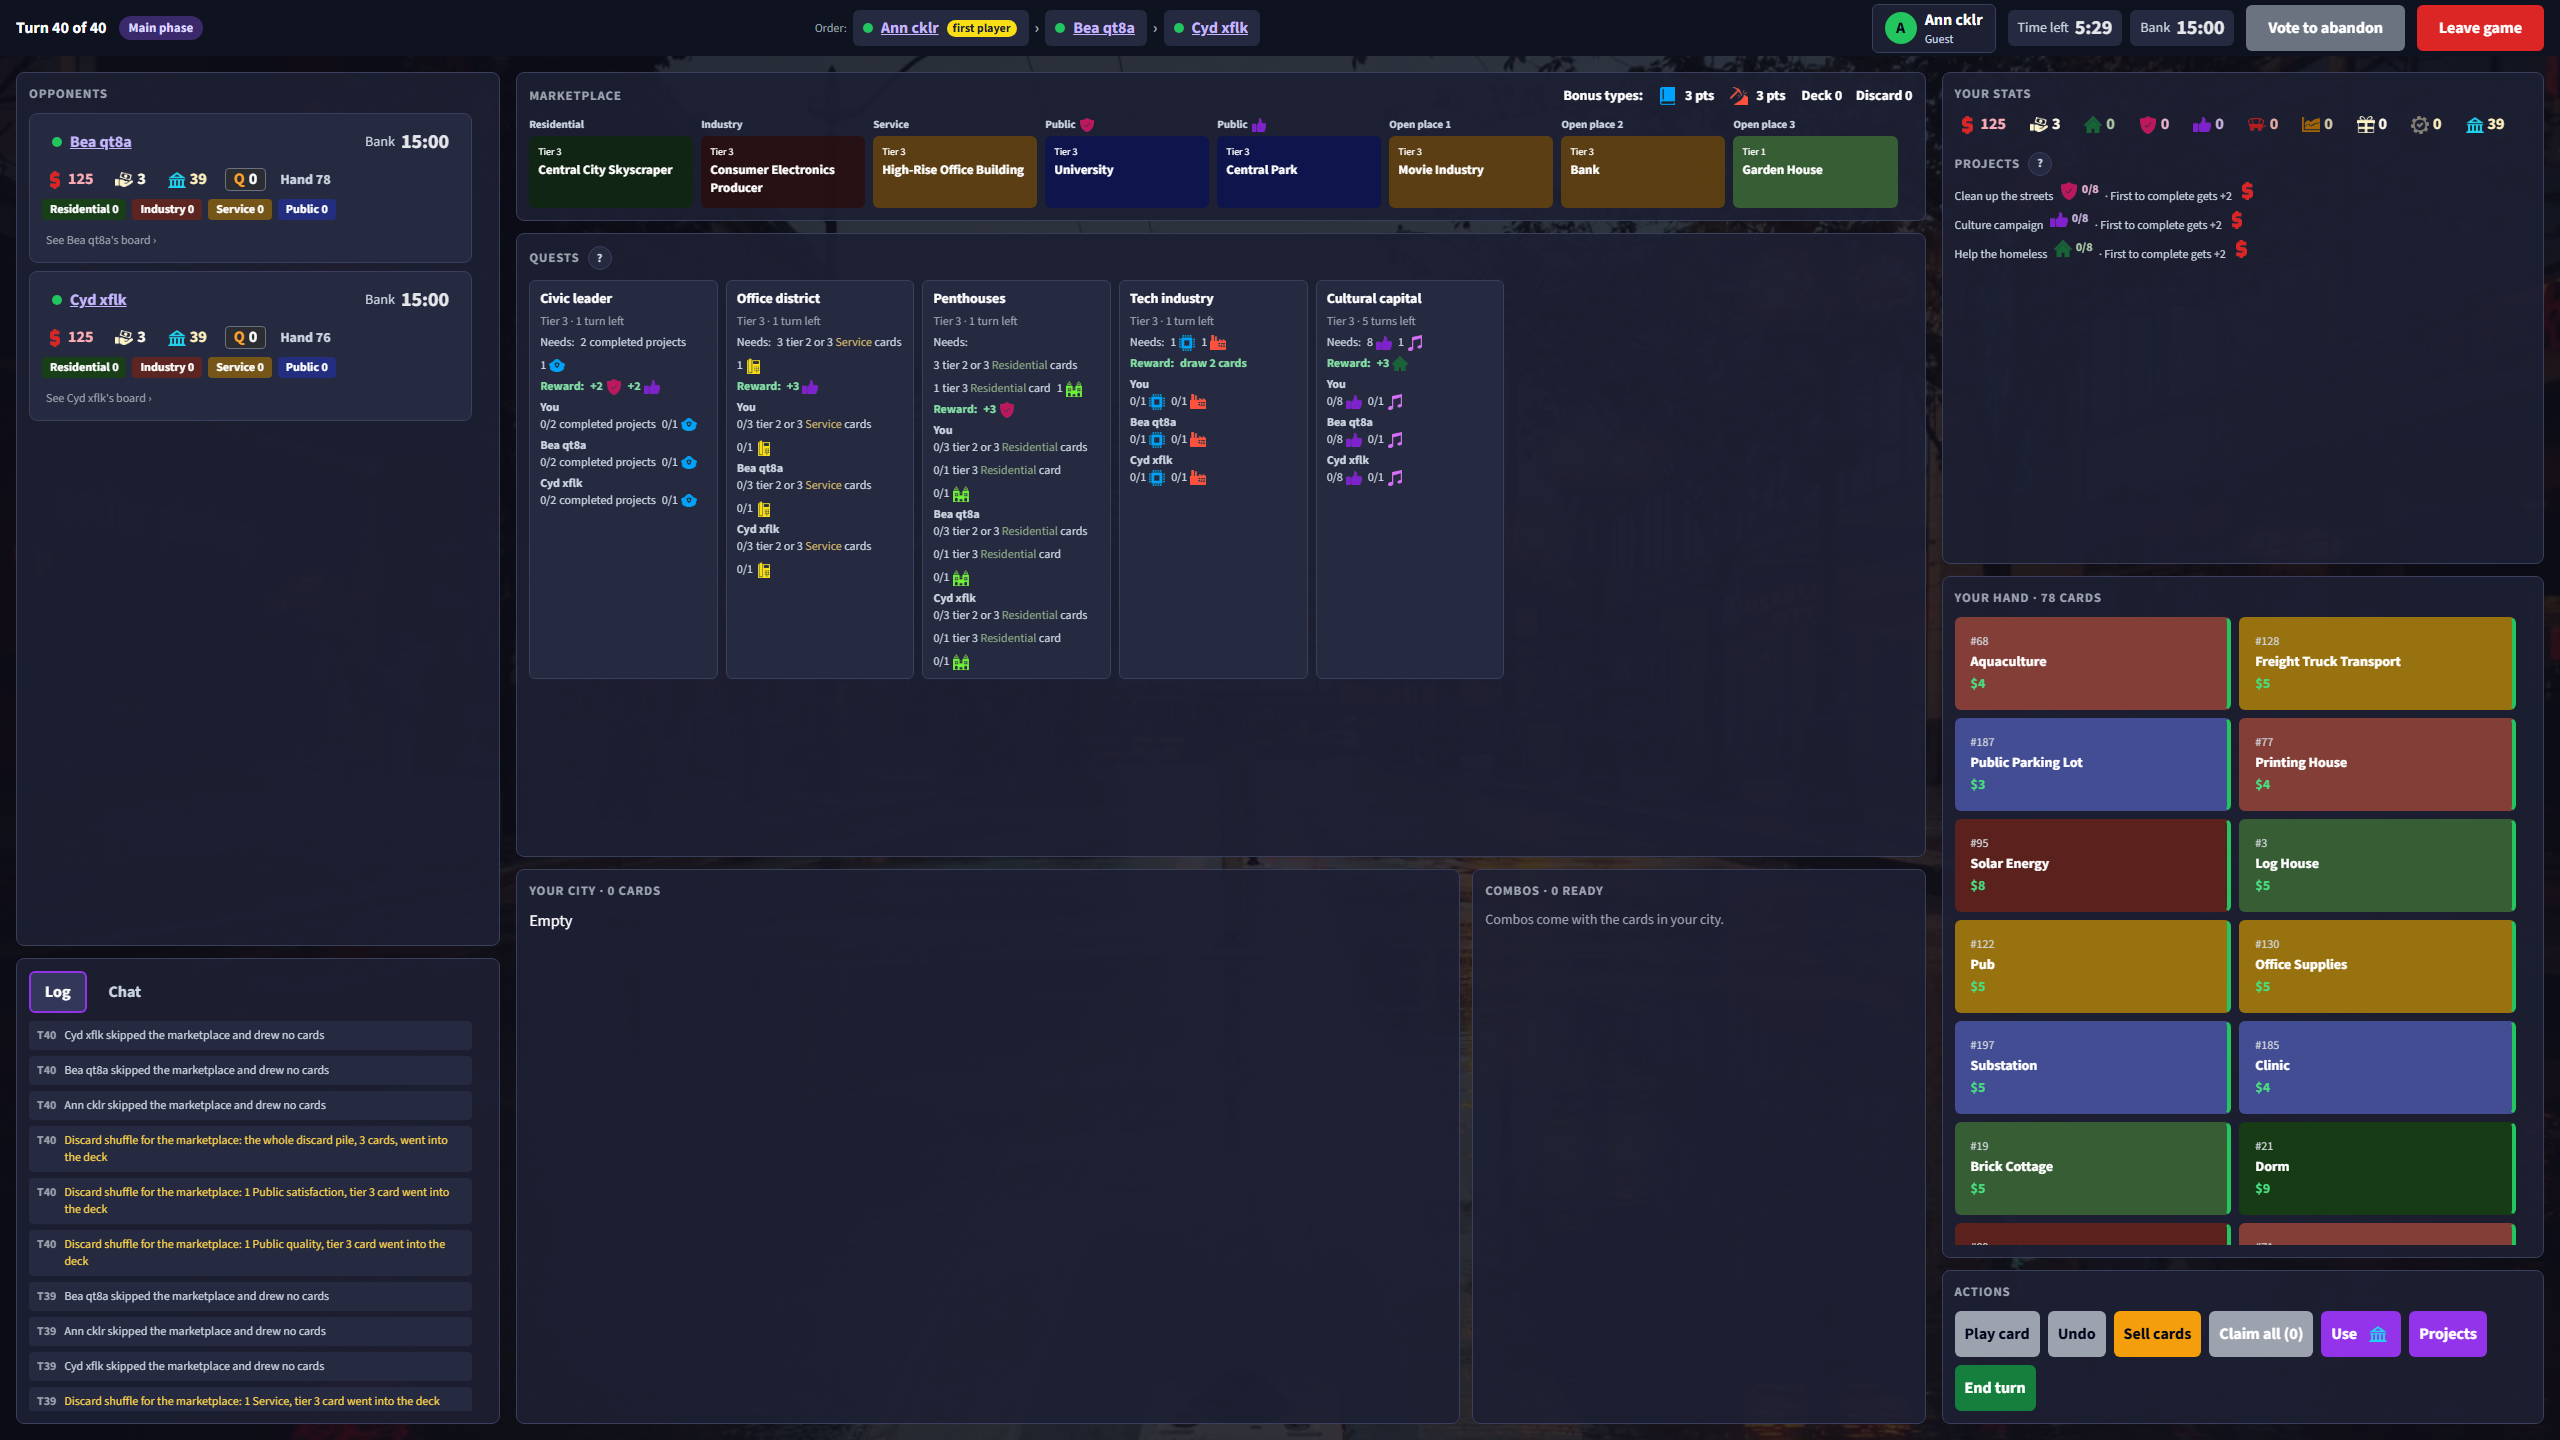 Turn 40 of 40 Main phase
Order: Ann cklr first player › Bea qt8a › Cyd xflk
A Ann cklr
Guest
Time left 5:29 Bank 15:00 Vote to abandon Leave game
OPPONENTS
Bea qt8a Bank 15:00
125 3 39 Q 0 Hand 78
Residential 0 Industry 0 Service 0 Public 0
See Bea qt8a's board ›
Cyd xflk Bank 15:00
125 3 39 Q 0 Hand 76
Residential 0 Industry 0 Service 0 Public 0
See Cyd xflk's board ›
Log Chat
T40 Cyd xflk skipped the marketplace and drew no cards
T40 Bea qt8a skipped the marketplace and drew no cards
T40 Ann cklr skipped the marketplace and drew no cards
T40 Discard shuffle for the marketplace: the whole discard pile, 3 cards, went into
the deck
T40 Discard shuffle for the marketplace: 1 Public satisfaction, tier 3 card went into
the deck
T40 Discard shuffle for the marketplace: 1 Public quality, tier 3 card went into the
deck
T39 Bea qt8a skipped the marketplace and drew no cards
T39 Ann cklr skipped the marketplace and drew no cards
T39 Cyd xflk skipped the marketplace and drew no cards
T39 Discard shuffle for the marketplace: 1 Service, tier 3 card went into the deck
MARKETPLACE
Bonus types: 3 pts 3 pts Deck 0 Discard 0
Residential
Tier 3
Central City Skyscraper
Industry
Tier 3
Consumer Electronics
Producer
Service
Tier 3
High-Rise Office Building
Public
Tier 3
University
Public
Tier 3
Central Park
Open place 1
Tier 3
Movie Industry
Open place 2
Tier 3
Bank
Open place 3
Tier 1
Garden House
QUESTS ?
Civic leader
Tier 3 · 1 turn left
Needs: 2 completed projects
1
Reward: +2 +2
You
0/2 completed projects 0/1
Bea qt8a
0/2 completed projects 0/1
Cyd xflk
0/2 completed projects 0/1
Office district
Tier 3 · 1 turn left
Needs: 3 tier 2 or 3 Service cards
1
Reward: +3
You
0/3 tier 2 or 3 Service cards
0/1
Bea qt8a
0/3 tier 2 or 3 Service cards
0/1
Cyd xflk
0/3 tier 2 or 3 Service cards
0/1
Penthouses
Tier 3 · 1 turn left
Needs:
3 tier 2 or 3 Residential cards
1 tier 3 Residential card 1
Reward: +3
You
0/3 tier 2 or 3 Residential cards
0/1 tier 3 Residential card
0/1
Bea qt8a
0/3 tier 2 or 3 Residential cards
0/1 tier 3 Residential card
0/1
Cyd xflk
0/3 tier 2 or 3 Residential cards
0/1 tier 3 Residential card
0/1
Tech industry
Tier 3 · 1 turn left
Needs: 1 1
Reward: draw 2 cards
You
0/1 0/1
Bea qt8a
0/1 0/1
Cyd xflk
0/1 0/1
Cultural capital
Tier 3 · 5 turns left
Needs: 8 1
Reward: +3
You
0/8 0/1
Bea qt8a
0/8 0/1
Cyd xflk
0/8 0/1
YOUR CITY · 0 CARDS
Empty
COMBOS · 0 READY
Combos come with the cards in your city.
YOUR STATS
125 3 0 0 0 0 0 0 0 39
PROJECTS ?
Clean up the streets 0/8 · First to complete gets +2
Culture campaign 0/8 · First to complete gets +2
Help the homeless 0/8 · First to complete gets +2
YOUR HAND · 78 CARDS
#68
Aquaculture
$4
#128
Freight Truck Transport
$5
#187
Public Parking Lot
$3
#77
Printing House
$4
#95
Solar Energy
$8
#3
Log House
$5
#122
Pub
$5
#130
Office Supplies
$5
#197
Substation
$5
#185
Clinic
$4
#19
Brick Cottage
$5
#21
Dorm
$9
ACTIONS
Play card Undo Sell cards Claim all (0) Use Projects
End turn